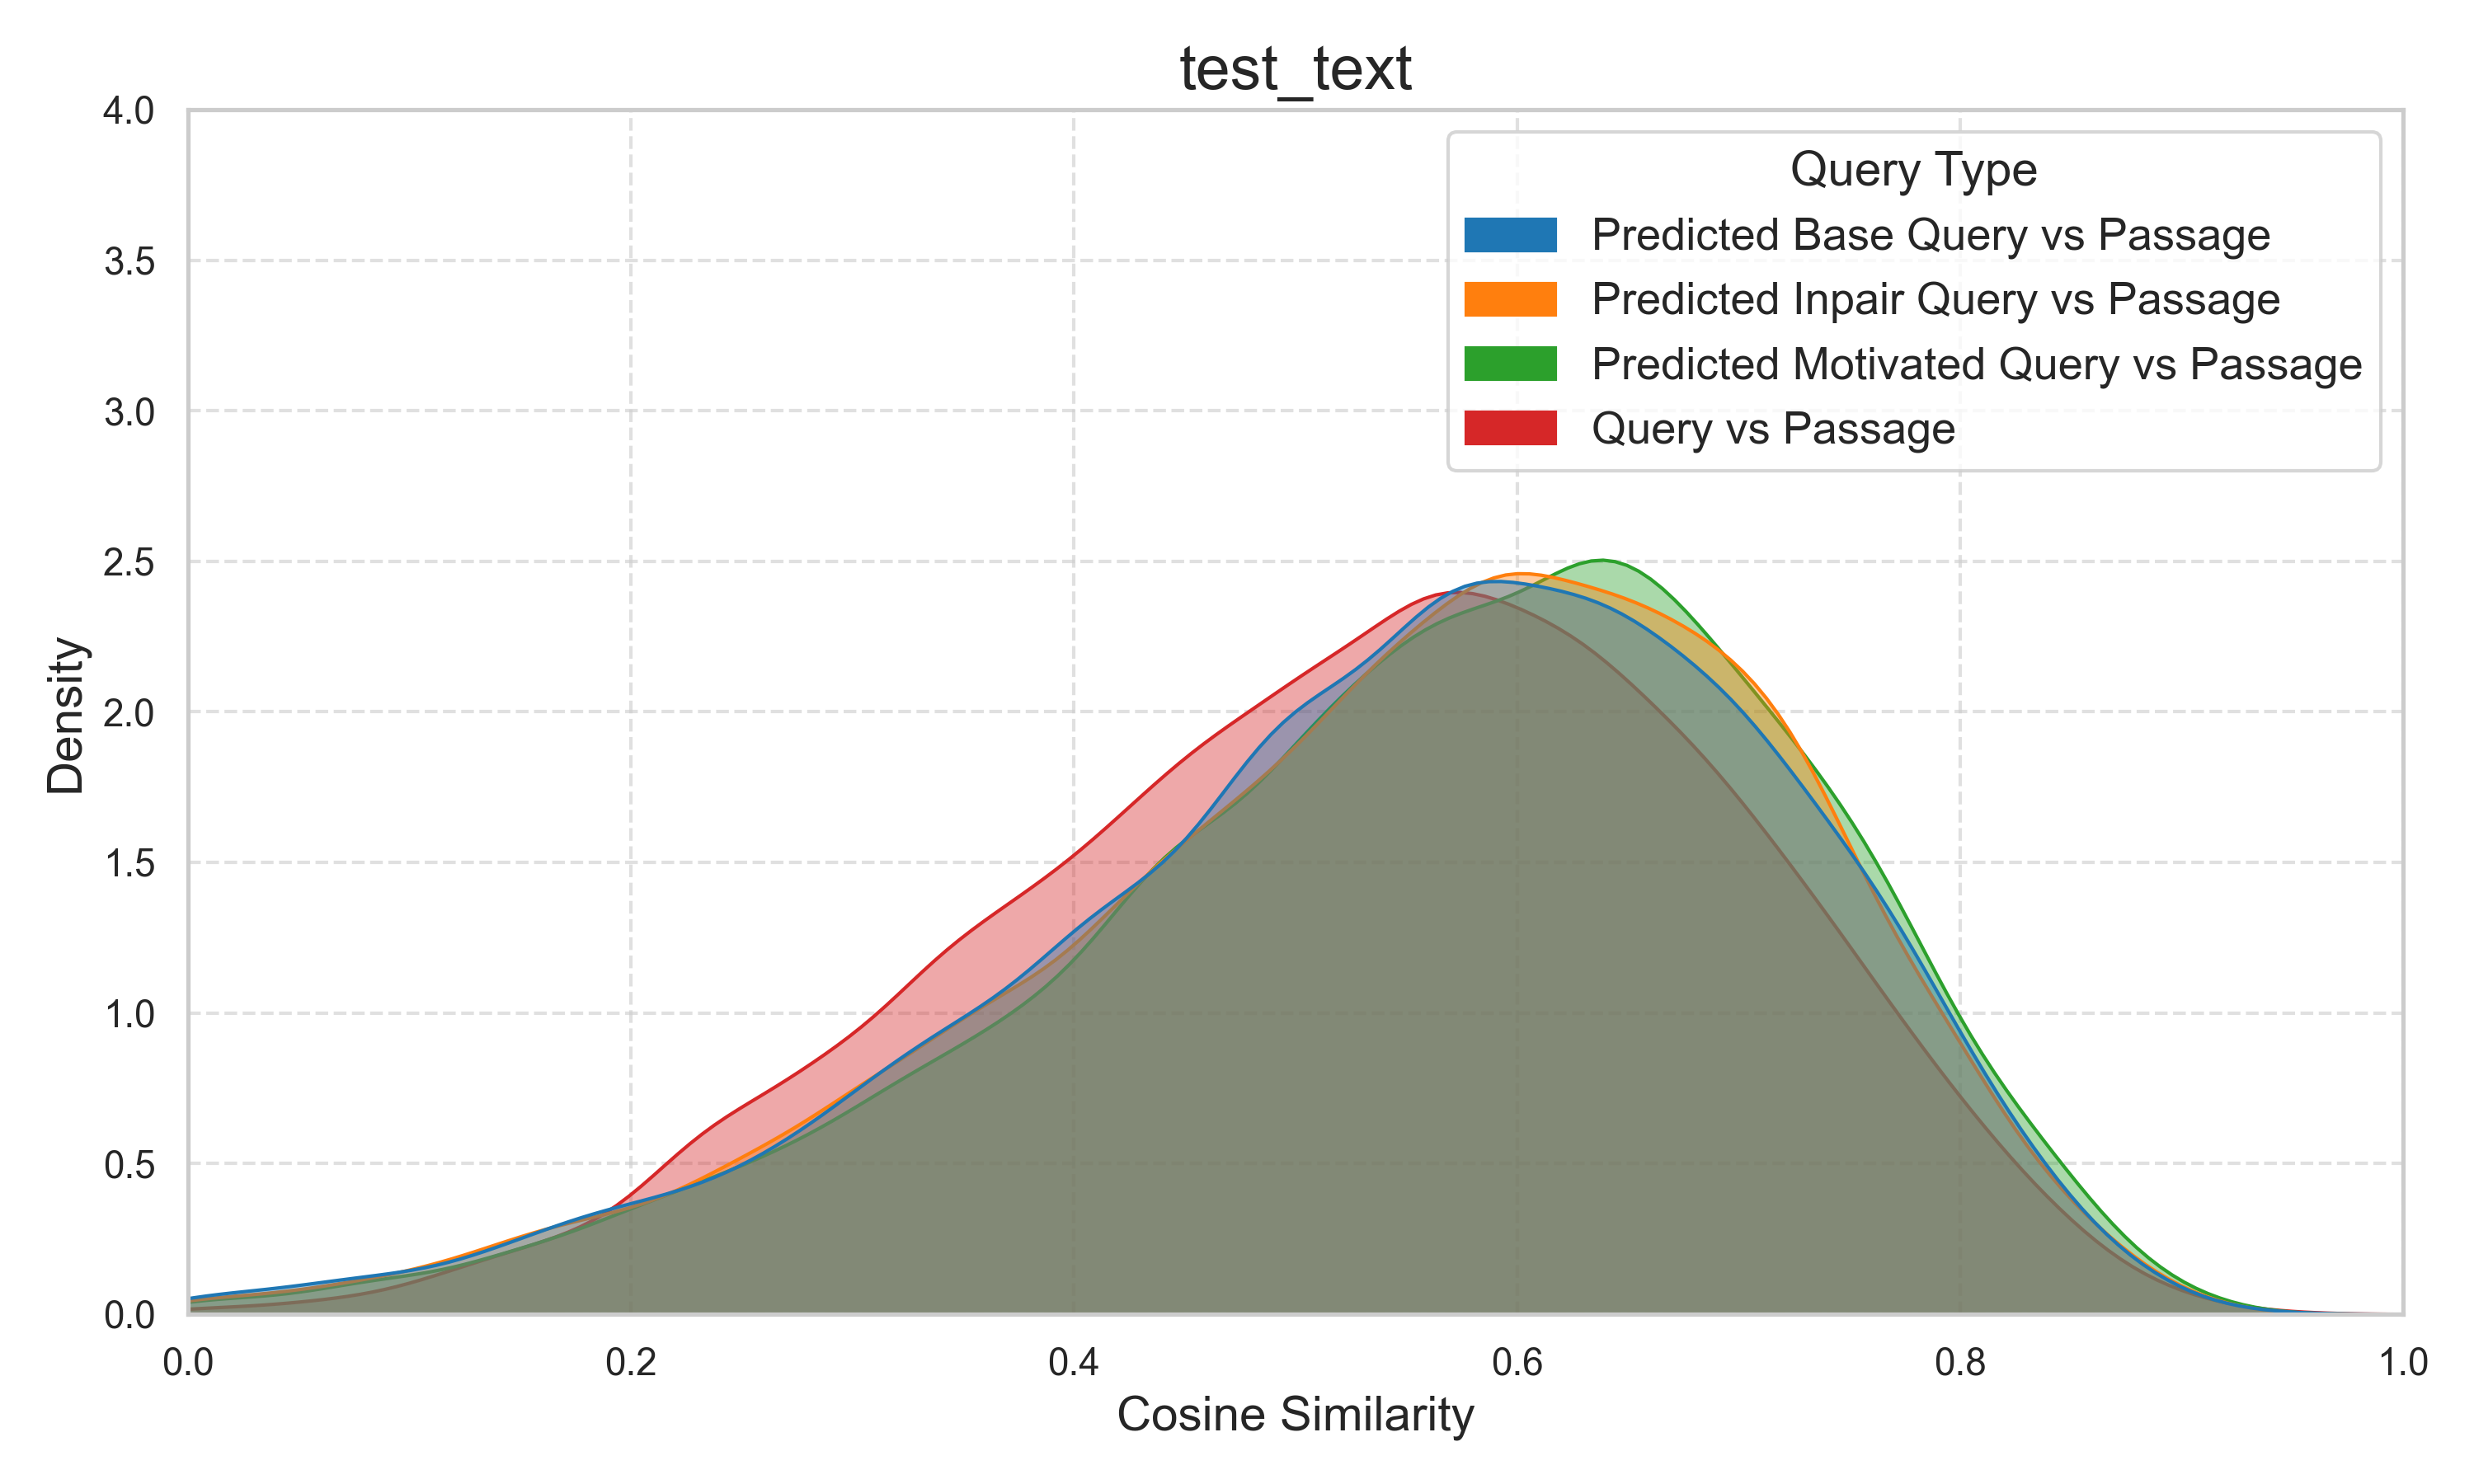 test_text
4.0
3.5
3.0
2.5
2.0
1.5
1.0
0.5
0.0
Density
Query Type
Predicted Base Query vs Passage
Predicted Inpair Query vs Passage
Predicted Motivated Query vs Passage
Query vs Passage
0.0 0.2 0.4 0.6 0.8 1.0
Cosine Similarity